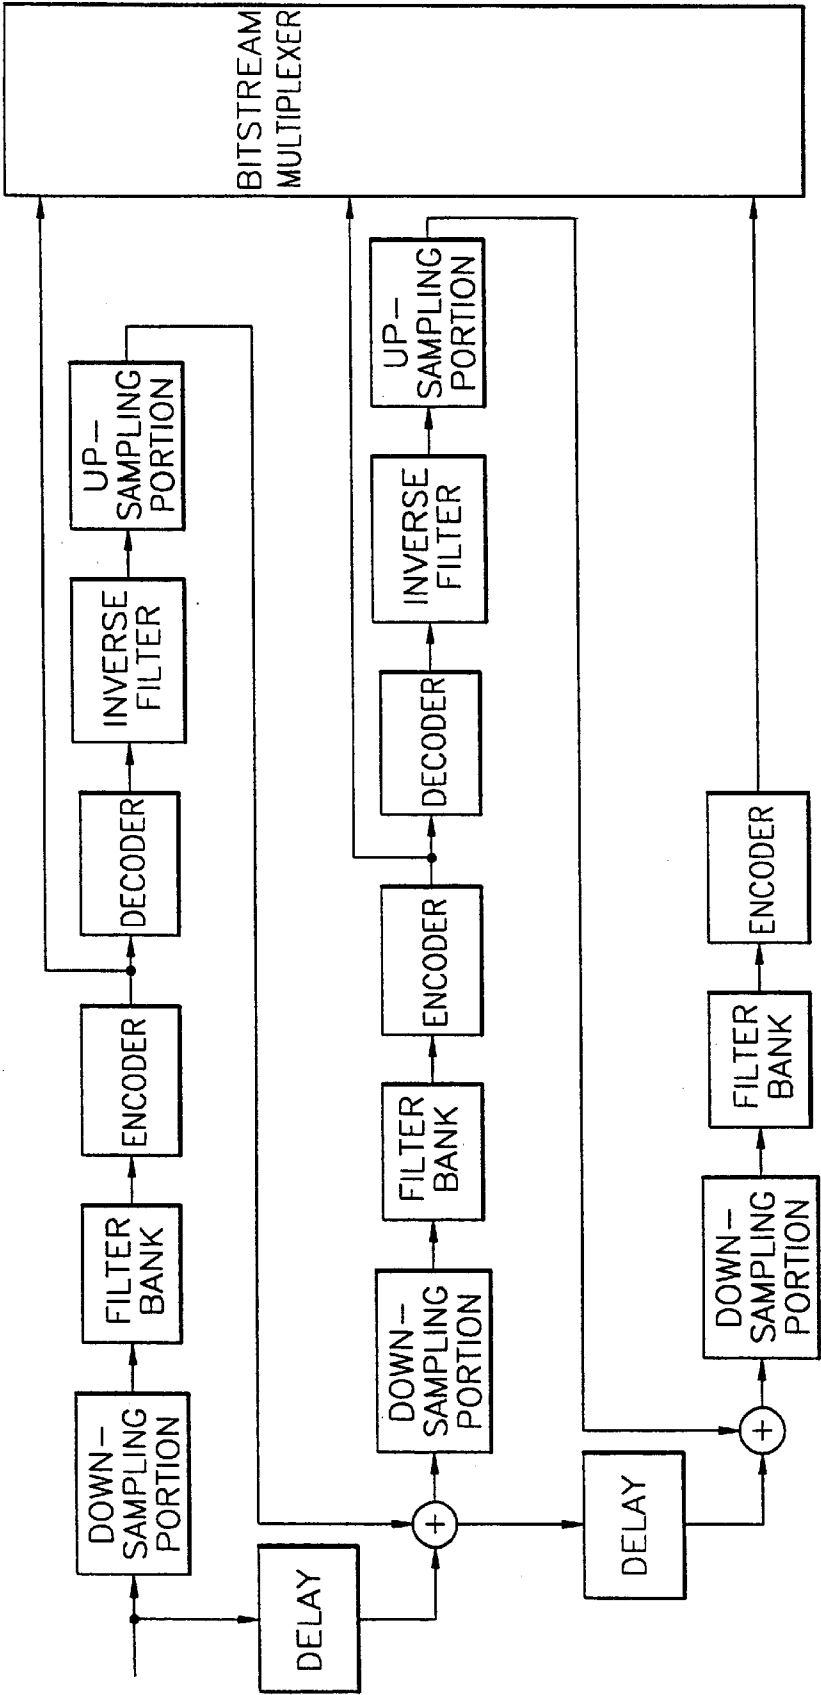 DOWN–
SAMPLING
PORTION
FILTER
BANK
ENCODER
DECODER
INVERSE
FILTER
UP–
SAMPLING
PORTION
BITSTREAM
MULTIPLEXER
DELAY
+
DOWN–
SAMPLING
PORTION
FILTER
BANK
ENCODER
DECODER
INVERSE
FILTER
UP–
SAMPLING
PORTION
DELAY
+
DOWN–
SAMPLING
PORTION
FILTER
BANK
ENCODER